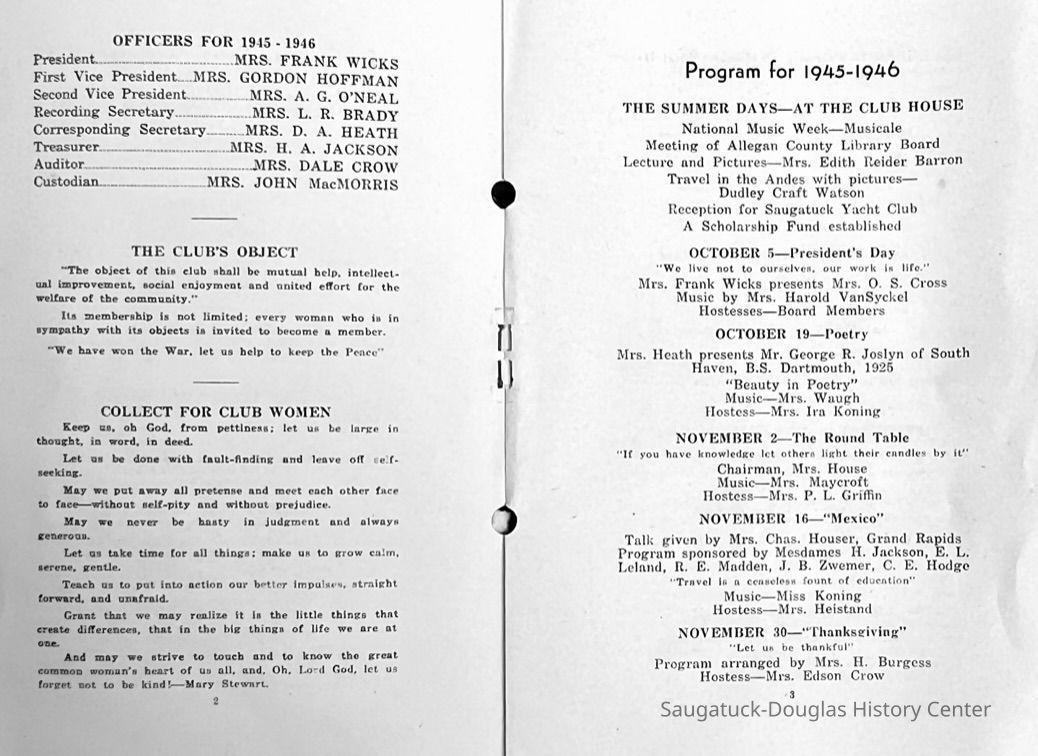 OFFICERS FOR 1945 - 1946
President MRS. FRANK WICKS
First Vice President MRS. GORDON HOFFMAN
Second Vice President MRS. A. G. O'NEAL
Recording Secretary MRS. L. R. BRADY
Corresponding Secretary MRS. D. A. HEATH
Treasurer MRS. H. A. JACKSON
Auditor MRS. DALE CROW
Custodian MRS. JOHN MacMORRIS
THE CLUB'S OBJECT
"The object of this club shall be mutual help, intellect-
ual improvement, social enjoyment and united effort for the
welfare of the community."
Its membership is not limited; every woman who is in
sympathy with its objects is invited to become a member.
"We have won the War, let us help to keep the Peace"
COLLECT FOR CLUB WOMEN
Keep us, oh God, from pettiness; let us be large in
thought, in word, in deed.
Let us be done with fault-finding and leave off self-
seeking.
May we put away all pretense and meet each other face
to face—without self-pity and without prejudice.
May we never be hasty in judgment and always
generous.
Let us take time for all things; make us to grow calm,
serene, gentle.
Teach us to put into action our better impulses, straight
forward, and unafraid.
Grant that we may realize it is the little things that
create differences, that in the big things of life we are at
one.
And may we strive to touch and to know the great
common woman's heart of us all, and, Oh, Lord God, let us
forget not to be kind!—Mary Stewart.
2
Program for 1945-1946
THE SUMMER DAYS—AT THE CLUB HOUSE
National Music Week—Musicale
Meeting of Allegan County Library Board
Lecture and Pictures—Mrs. Edith Reider Barron
Travel in the Andes with pictures—
Dudley Craft Watson
Reception for Saugatuck Yacht Club
A Scholarship Fund established
OCTOBER 5—President's Day
"We live not to ourselves, our work is life."
Mrs. Frank Wicks presents Mrs. O. S. Cross
Music by Mrs. Harold VanSyckel
Hostesses—Board Members
OCTOBER 19—Poetry
Mrs. Heath presents Mr. George R. Joslyn of South
Haven, B.S. Dartmouth, 1925
"Beauty in Poetry"
Music—Mrs. Waugh
Hostess—Mrs. Ira Koning
NOVEMBER 2—The Round Table
"If you have knowledge let others light their candles by it"
Chairman, Mrs. House
Music—Mrs. Maycroft
Hostess—Mrs. P. L. Griffin
NOVEMBER 16—"Mexico"
Talk given by Mrs. Chas. Houser, Grand Rapids
Program sponsored by Mesdames H. Jackson, E. L.
Leland, R. E. Madden, J. B. Zwemer, C. E. Hodge
"Travel is a ceaseless fount of education"
Music—Miss Koning
Hostess—Mrs. Heistand
NOVEMBER 30—"Thanksgiving"
"Let us be thankful"
Program arranged by Mrs. H. Burgess
Hostess—Mrs. Edson Crow
3
Saugatuck-Douglas History Center